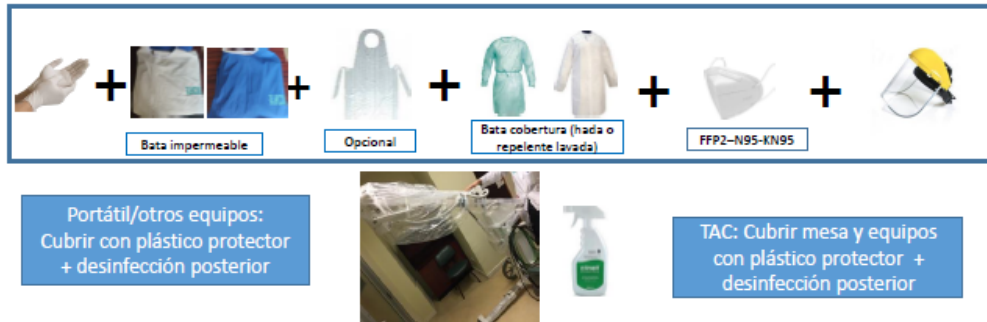 Bata impermeable
Opcional
Bata cobertura (hada o
repelente lavada)
FFP2–N95-KN95
Portátil/otros equipos:
Cubrir con plástico protector
+ desinfección posterior
TAC: Cubrir mesa y equipos
con plástico protector +
desinfección posterior